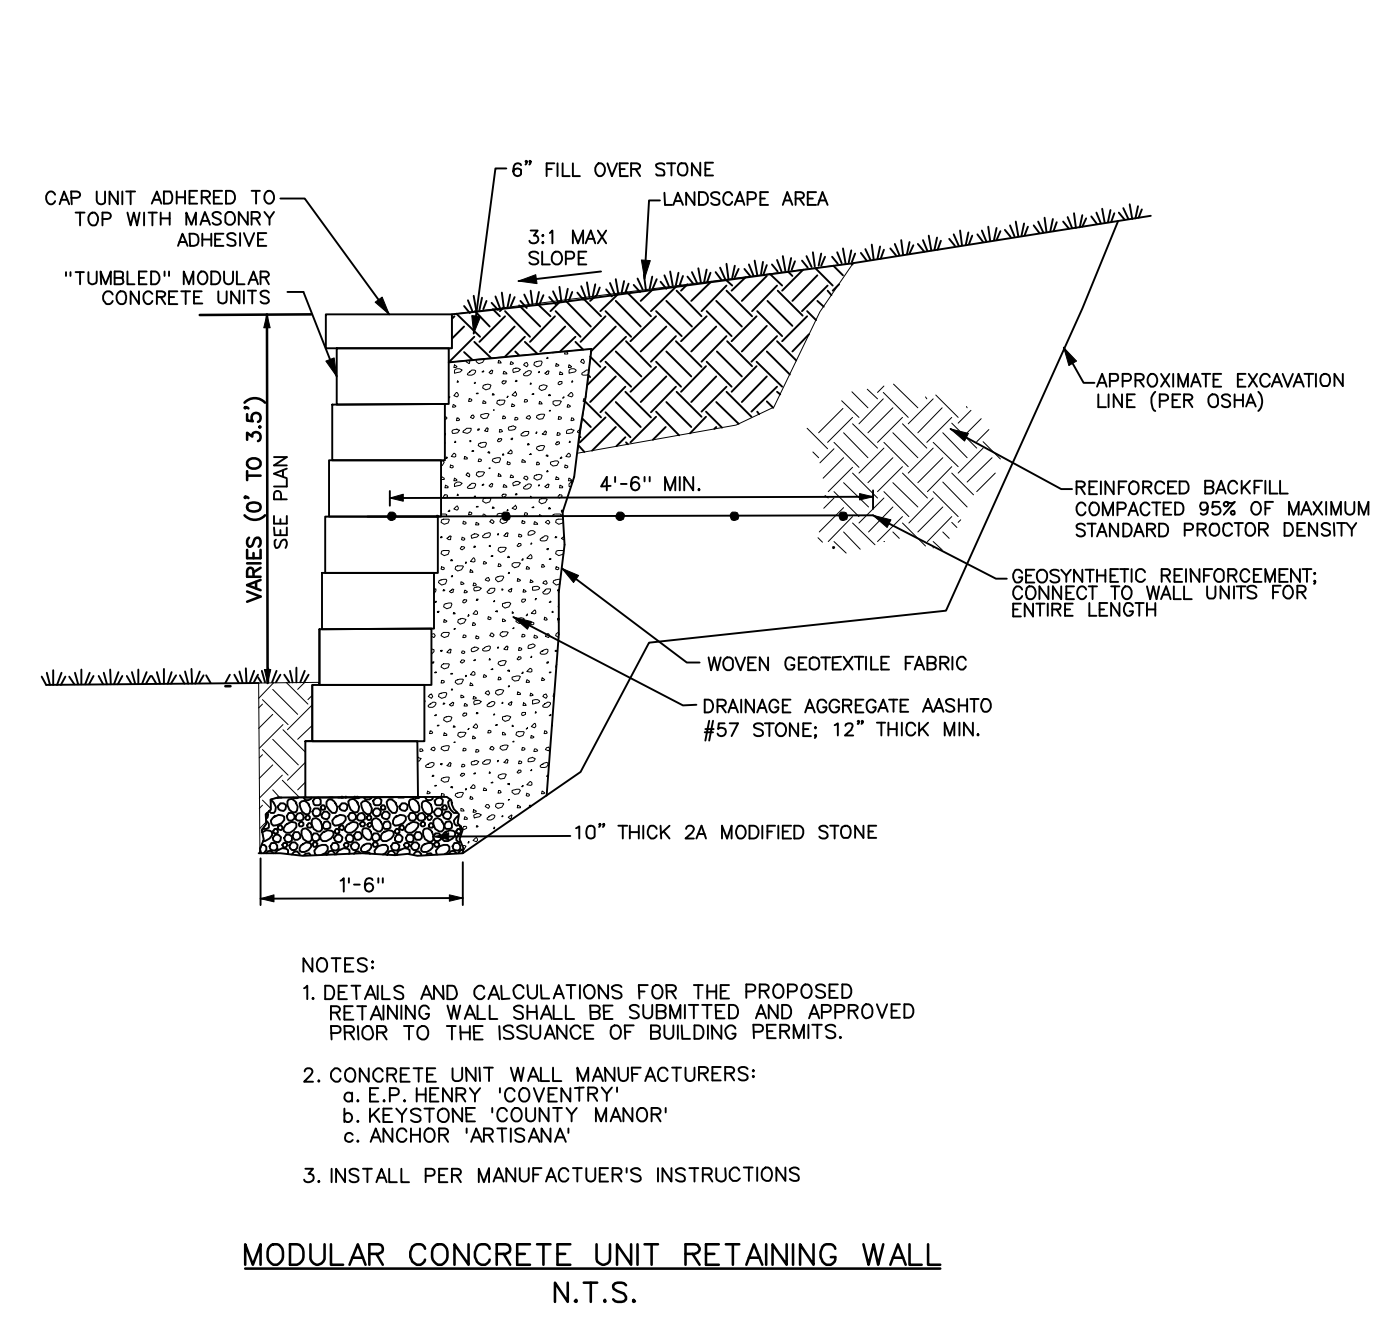 6” FILL OVER STONE
CAP UNIT ADHERED TO
TOP WITH MASONRY
ADHESIVE
LANDSCAPE AREA
3:1 MAX
SLOPE
"TUMBLED" MODULAR
CONCRETE UNITS
APPROXIMATE EXCAVATION
LINE (PER OSHA)
VARIES (0' TO 3.5')
SEE PLAN
4'-6" MIN.
REINFORCED BACKFILL
COMPACTED 95% OF MAXIMUM
STANDARD PROCTOR DENSITY
GEOSYNTHETIC REINFORCEMENT;
CONNECT TO WALL UNITS FOR
ENTIRE LENGTH
WOVEN GEOTEXTILE FABRIC
DRAINAGE AGGREGATE AASHTO
#57 STONE; 12” THICK MIN.
10” THICK 2A MODIFIED STONE
1'-6"
NOTES:
1. DETAILS AND CALCULATIONS FOR THE PROPOSED
RETAINING WALL SHALL BE SUBMITTED AND APPROVED
PRIOR TO THE ISSUANCE OF BUILDING PERMITS.
2. CONCRETE UNIT WALL MANUFACTURERS:
a. E.P. HENRY 'COVENTRY'
b. KEYSTONE 'COUNTY MANOR'
c. ANCHOR 'ARTISANA'
3. INSTALL PER MANUFACTUER'S INSTRUCTIONS
MODULAR CONCRETE UNIT RETAINING WALL
N.T.S.